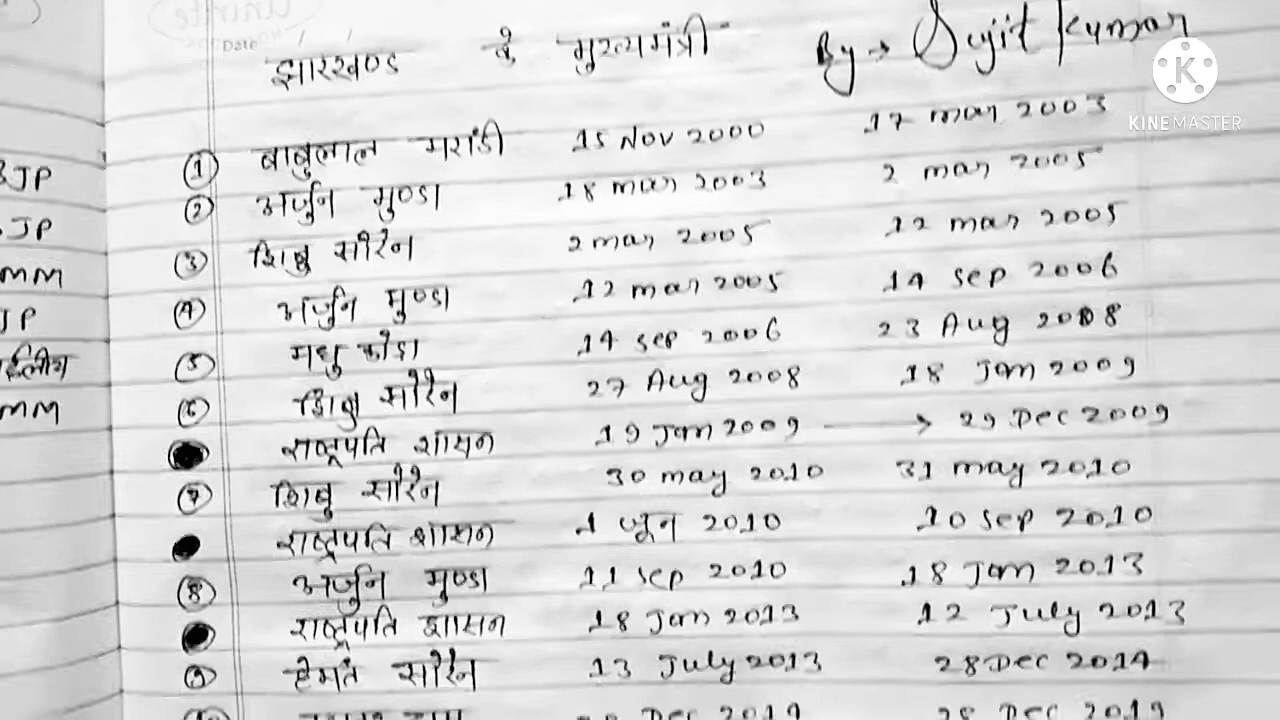 Date
झारखण्ड के मुख्यमंत्री By → Sujit Kumar
KINEMASTER
① बाबुलाल मरांडी 15 Nov 2000 17 mar 2003
BJP ② अर्जुन मुण्डा 18 mar 2003 2 mar 2005
JP ③ शिबु सोरेन 2 mar 2005 12 mar 2005
MM ④ अर्जुन मुण्डा 12 mar 2005 14 sep 2006
JP ⑤ मधु कोडा 14 sep 2006 23 Aug 2008
⑥ शिबु सोरेन 27 Aug 2008 18 Jan 2009
MM राष्ट्रपति शासन 19 Jan 2009 → 29 Dec 2009
⑦ शिबु सोरेन 30 may 2010 31 may 2010
राष्ट्रपति शासन 1 जून 2010 10 sep 2010
⑧ अर्जुन मुण्डा 11 sep 2010 18 Jan 2013
राष्ट्रपति शासन 18 Jan 2013 12 July 2013
⑨ हेमंत सोरेन 13 July 2013 28 Dec 2014